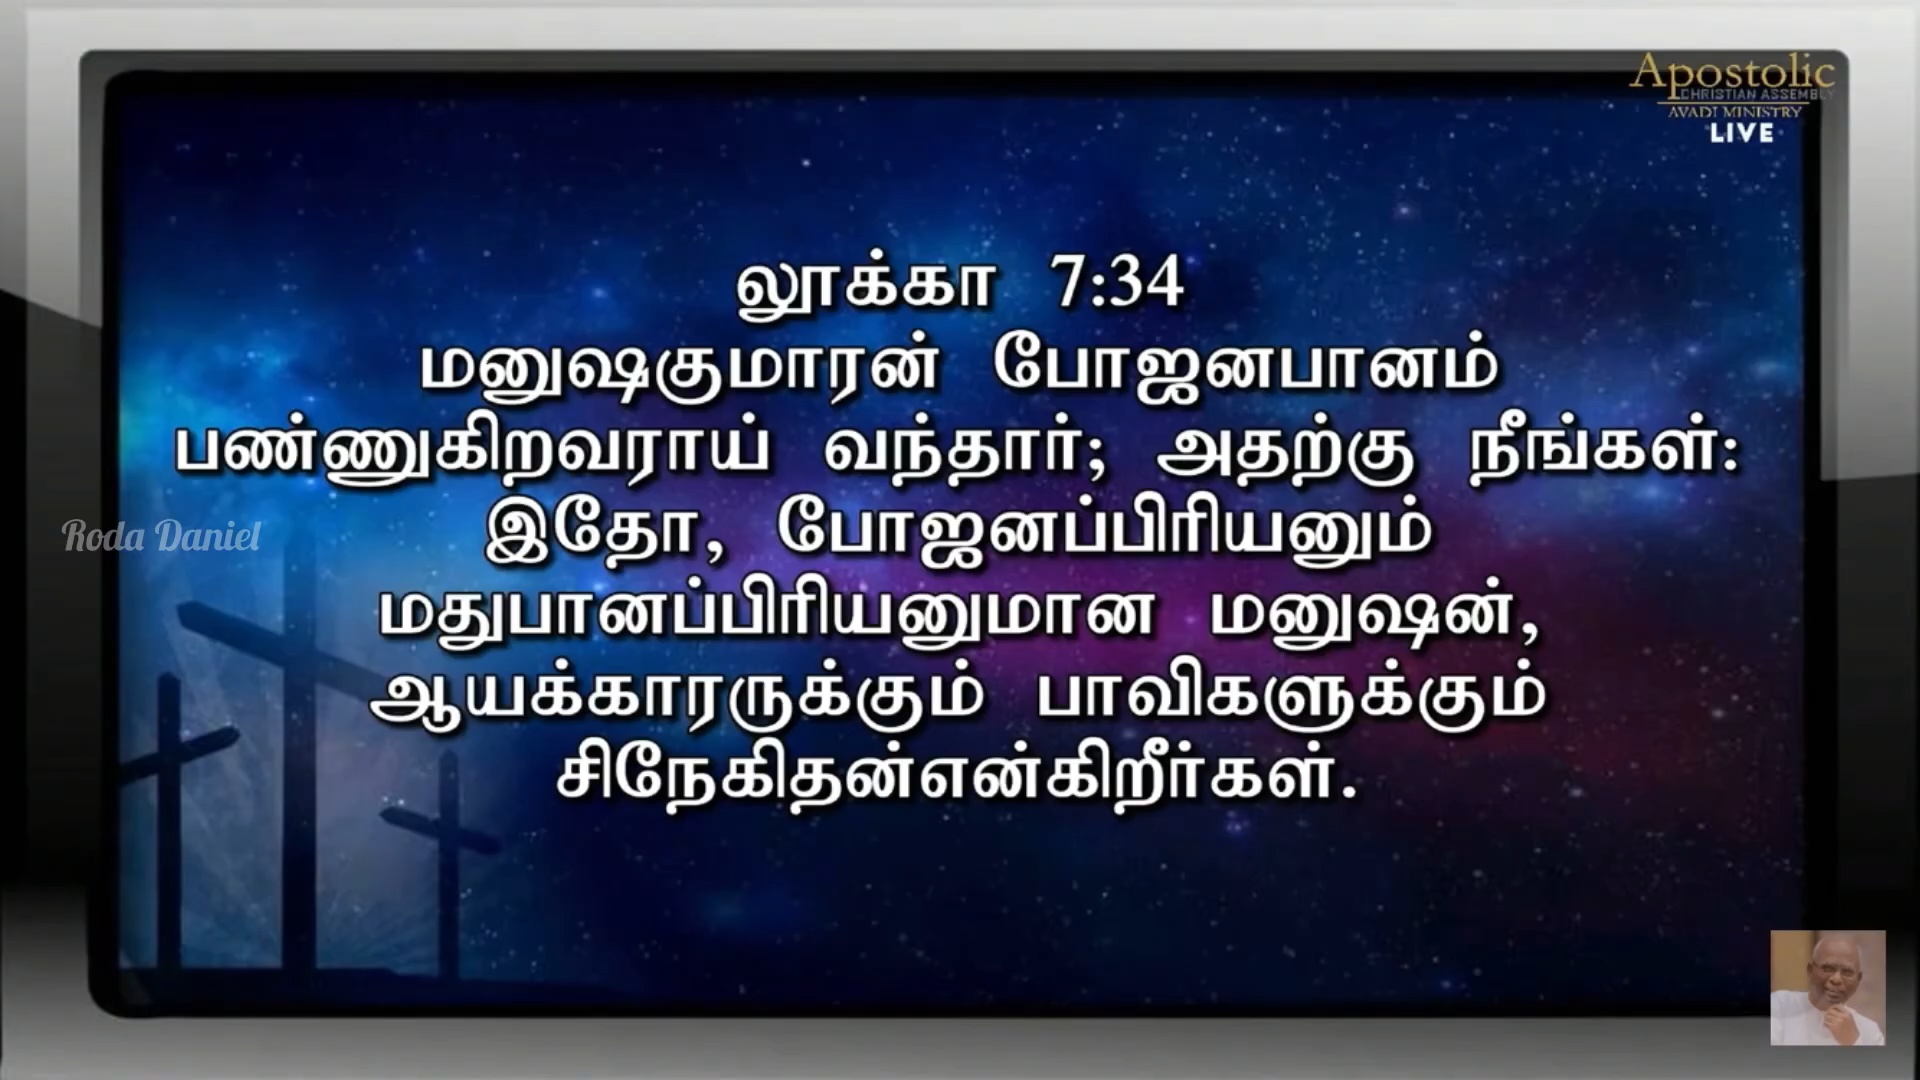 Apostolic
CHRISTIAN ASSEMBLY
AVADI MINISTRY
LIVE
லூக்கா 7:34
மனுஷகுமாரன் போஜனபானம்
பண்ணுகிறவராய் வந்தார்; அதற்கு நீங்கள்:
இதோ, போஜனப்பிரியனும்
மதுபானப்பிரியனுமான மனுஷன்,
ஆயக்காரருக்கும் பாவிகளுக்கும்
சிநேகிதன்என்கிறீர்கள்.
Roda Daniel